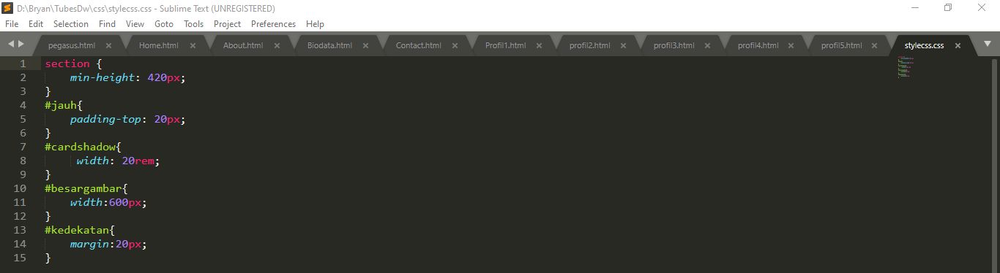 D:\Bryan\TubesDw\css\stylecss.css - Sublime Text (UNREGISTERED)
File Edit Selection Find View Goto Tools Project Preferences Help
pegasus.html Home.html About.html Biodata.html Contact.html Profil1.html profil2.html profil3.html profil4.html profil5.html stylecss.css
1 section {
2     min-height: 420px;
3 }
4 #jauh{
5     padding-top: 20px;
6 }
7 #cardshadow{
8      width: 20rem;
9 }
10 #besargambar{
11     width:600px;
12 }
13 #kedekatan{
14     margin:20px;
15 }